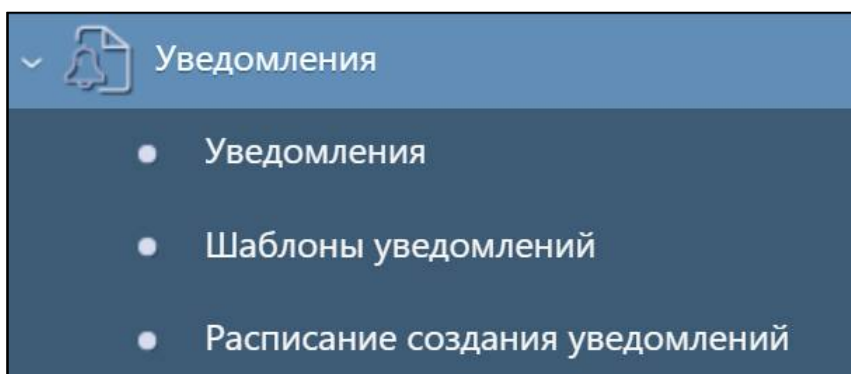 Уведомления
Уведомления
Шаблоны уведомлений
Расписание создания уведомлений